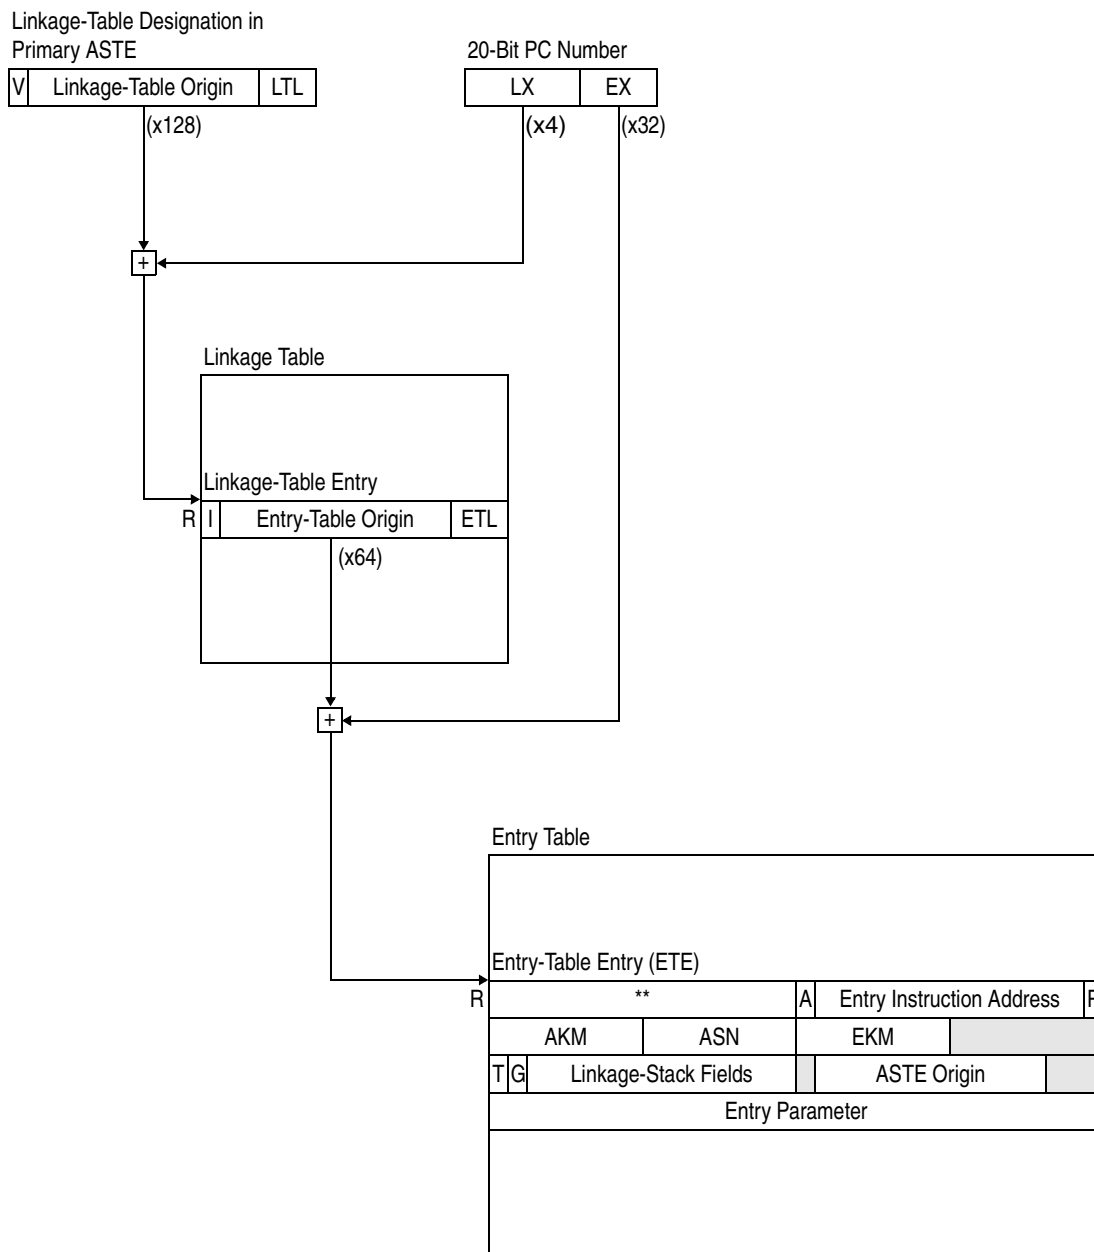 Linkage-Table Designation in
Primary ASTE
20-Bit PC Number
V Linkage-Table Origin LTL
LX EX
(x128)
(x4) (x32)
+
Linkage Table
Linkage-Table Entry
R I Entry-Table Origin ETL
(x64)
+
Entry Table
Entry-Table Entry (ETE)
R ** A Entry Instruction Address
AKM ASN EKM
T G Linkage-Stack Fields ASTE Origin
Entry Parameter